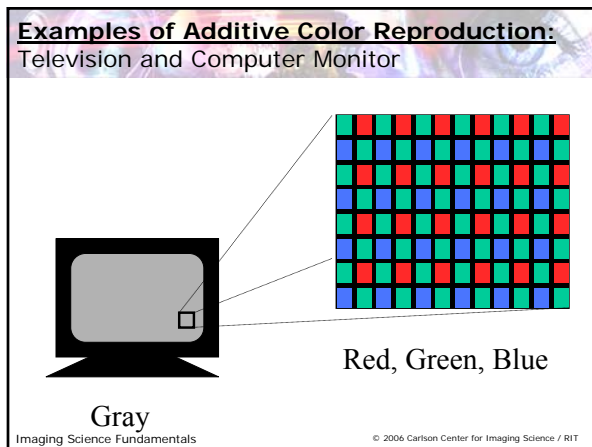 Examples of Additive Color Reproduction:
Television and Computer Monitor
Red, Green, Blue
Gray
Imaging Science Fundamentals
© 2006 Carlson Center for Imaging Science / RIT